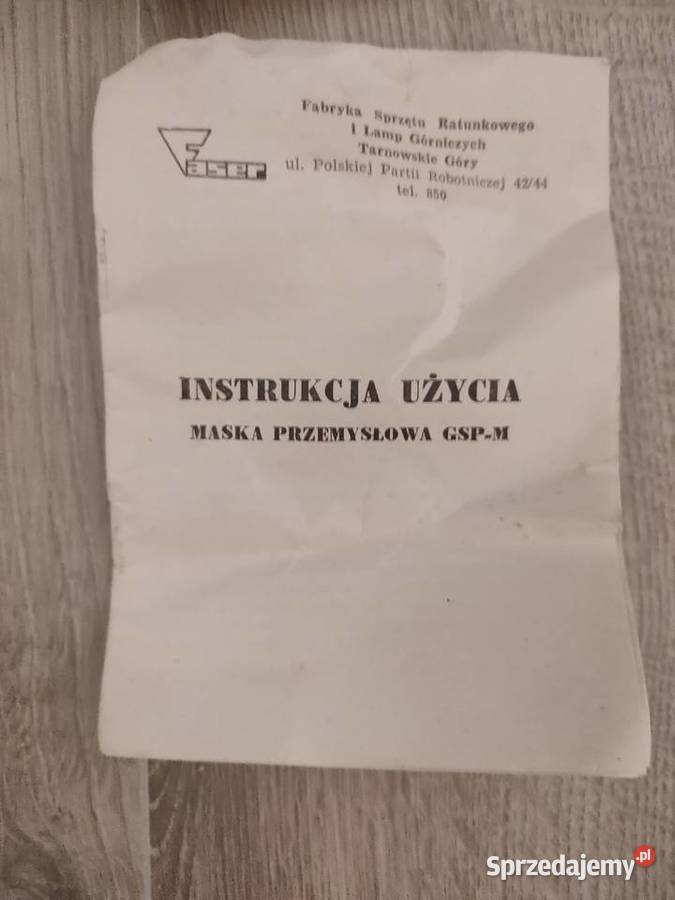 Faser
Fabryka Sprzętu Ratunkowego
i Lamp Górniczych
Tarnowskie Góry
ul. Polskiej Partii Robotniczej 42/44
tel. 850
INSTRUKCJA UŻYCIA
MASKA PRZEMYSŁOWA GSP-M
Sprzedajemy.pl